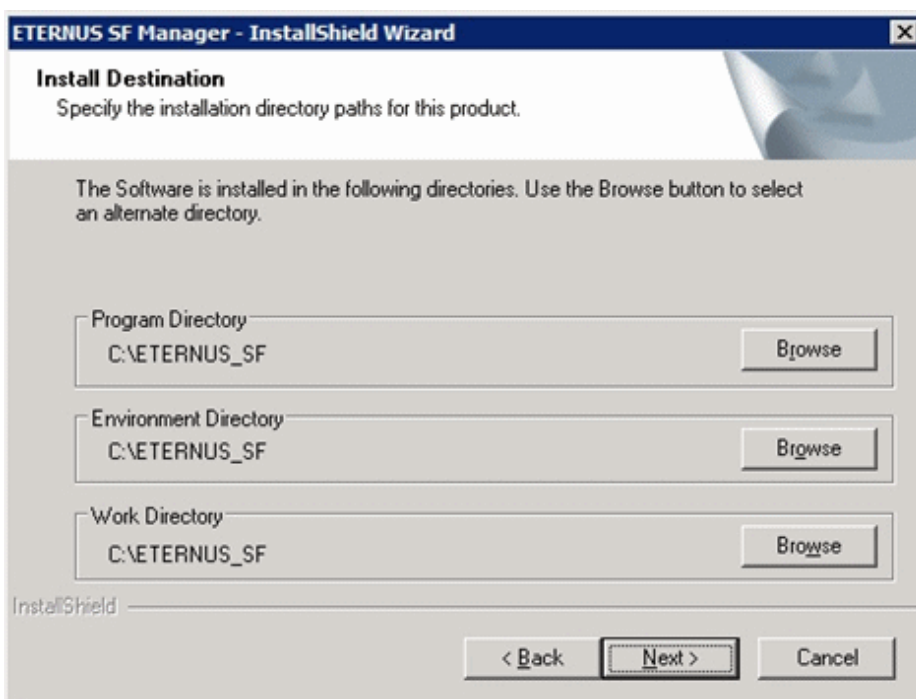 ETERNUS SF Manager - InstallShield Wizard
Install Destination
Specify the installation directory paths for this product.
The Software is installed in the following directories. Use the Browse button to select
an alternate directory.
Program Directory
C:\ETERNUS_SF
Browse
Environment Directory
C:\ETERNUS_SF
Browse
Work Directory
C:\ETERNUS_SF
Browse
InstallShield
< Back
Next >
Cancel